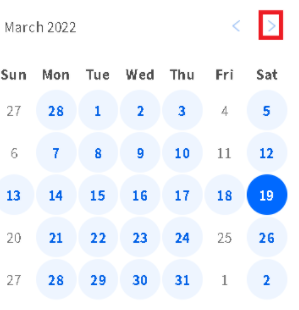 March 2022 < >
Sun Mon Tue Wed Thu Fri Sat
27 28 1 2 3 4 5
6 7 8 9 10 11 12
13 14 15 16 17 18 19
20 21 22 23 24 25 26
27 28 29 30 31 1 2